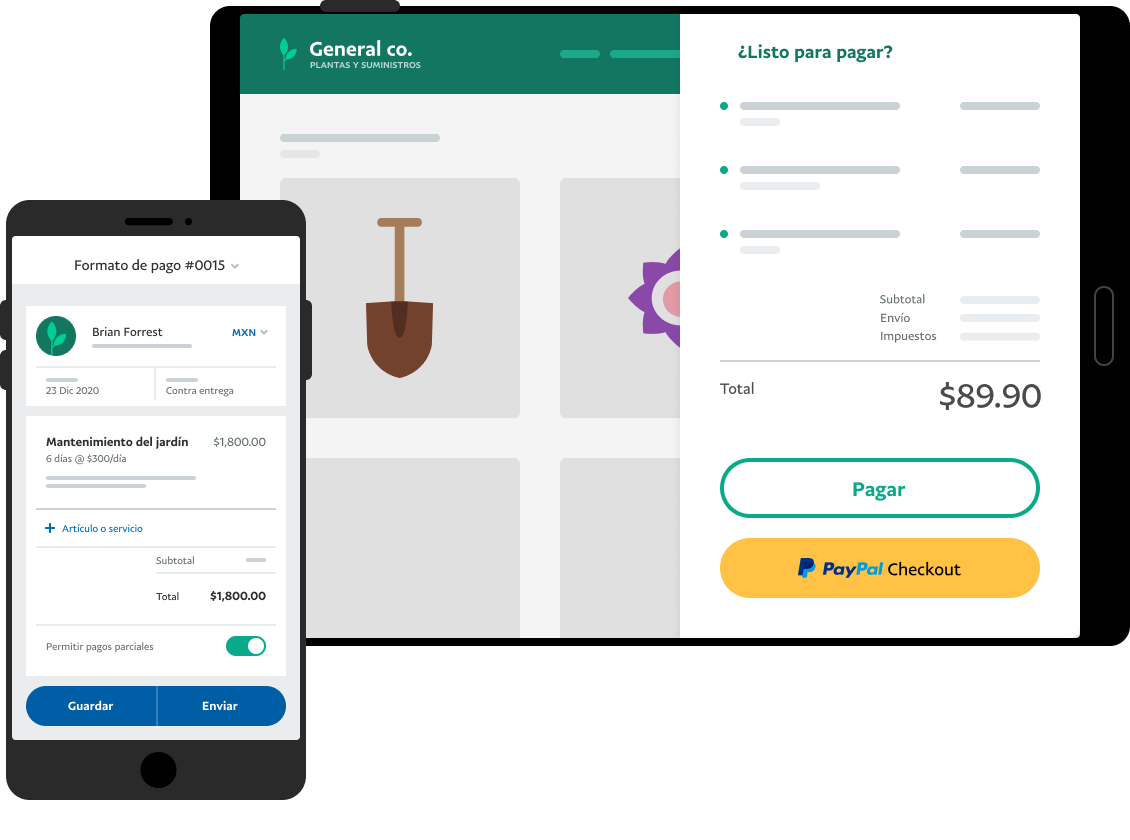 General co.
PLANTAS Y SUMINISTROS
¿Listo para pagar?
Subtotal
Envío
Impuestos
Total $89.90
Pagar
PayPal Checkout
Formato de pago #0015
Brian Forrest MXN
23 Dic 2020 Contra entrega
Mantenimiento del jardín $1,800.00
6 días @ $300/día
+ Artículo o servicio
Subtotal
Total $1,800.00
Permitir pagos parciales
Guardar Enviar